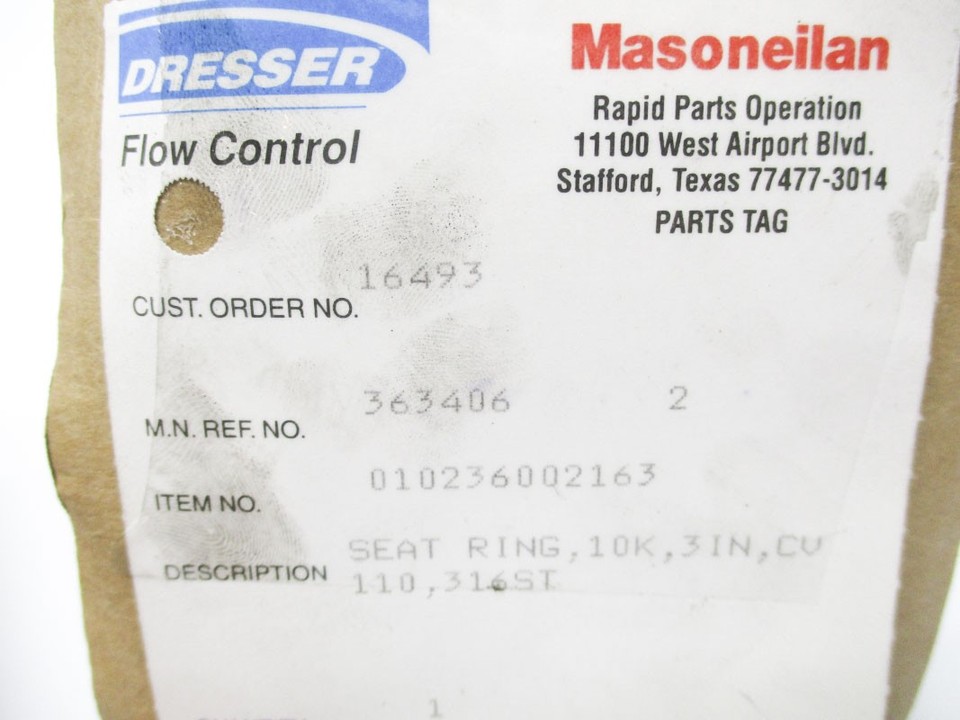 DRESSER
Flow Control
Masoneilan
Rapid Parts Operation
11100 West Airport Blvd.
Stafford, Texas 77477-3014
PARTS TAG
CUST. ORDER NO. 16493
M.N. REF. NO. 363406 2
ITEM NO. 010236002163
DESCRIPTION SEAT RING,10K,3IN,CV
110,316ST
1